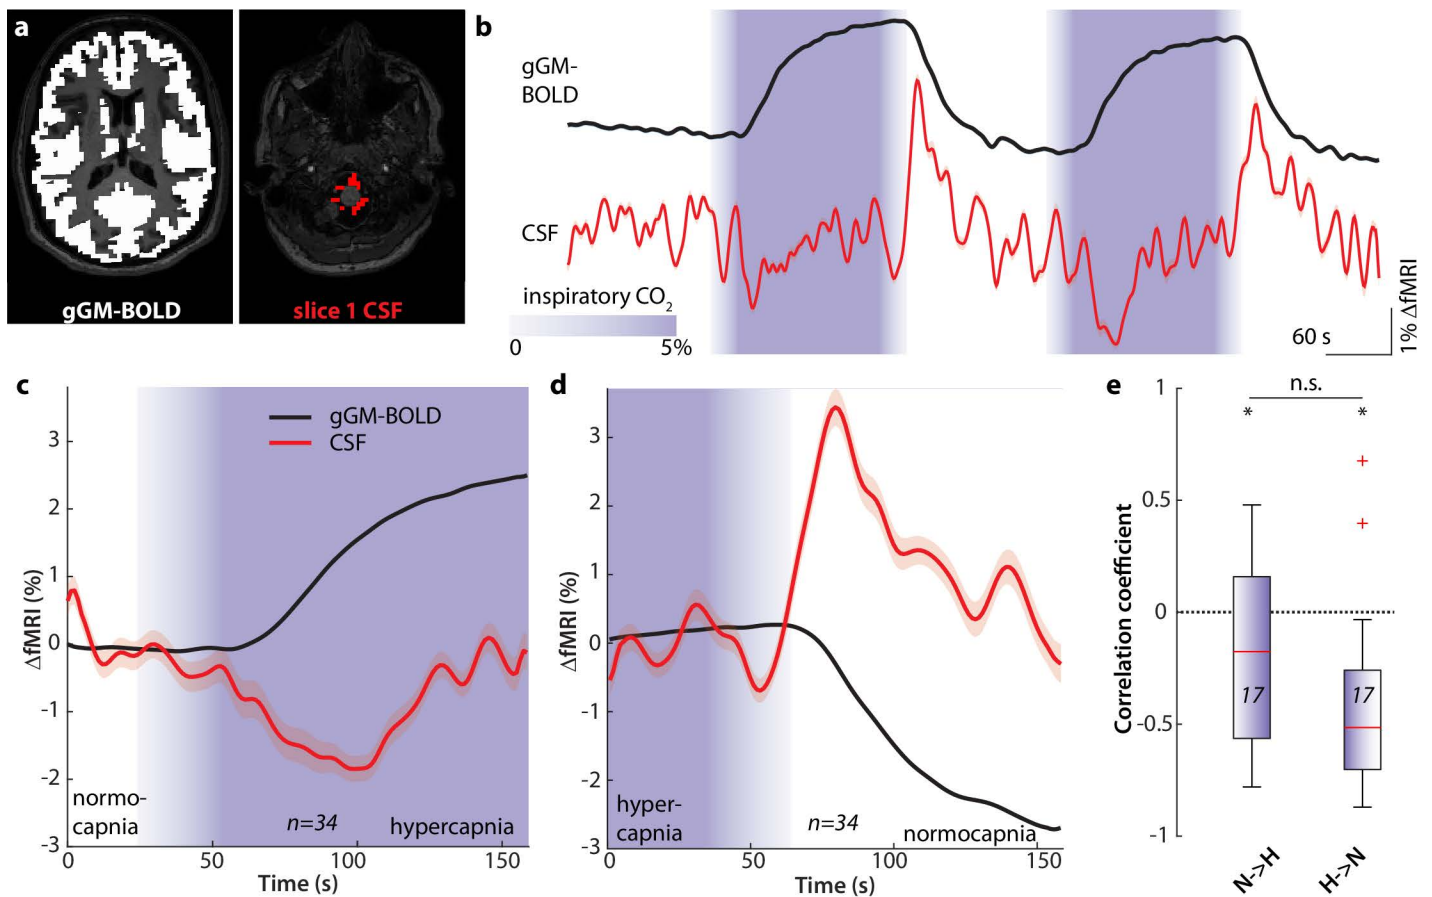 a
gGM-BOLD
slice 1 CSF
b
gGM-
BOLD
CSF
inspiratory CO2
0
5%
60 s
1% ΔfMRI
c
gGM-BOLD
CSF
3
2
1
0
-1
-2
-3
ΔfMRI (%)
normo-
capnia
n=34
hypercapnia
0
50
100
150
Time (s)
d
3
2
1
0
-1
-2
-3
ΔfMRI (%)
hyper-
capnia
n=34
normocapnia
0
50
100
150
Time (s)
e
1
0.5
0
-0.5
-1
Correlation coefficient
n.s.
*
*
17
17
N->H
H->N